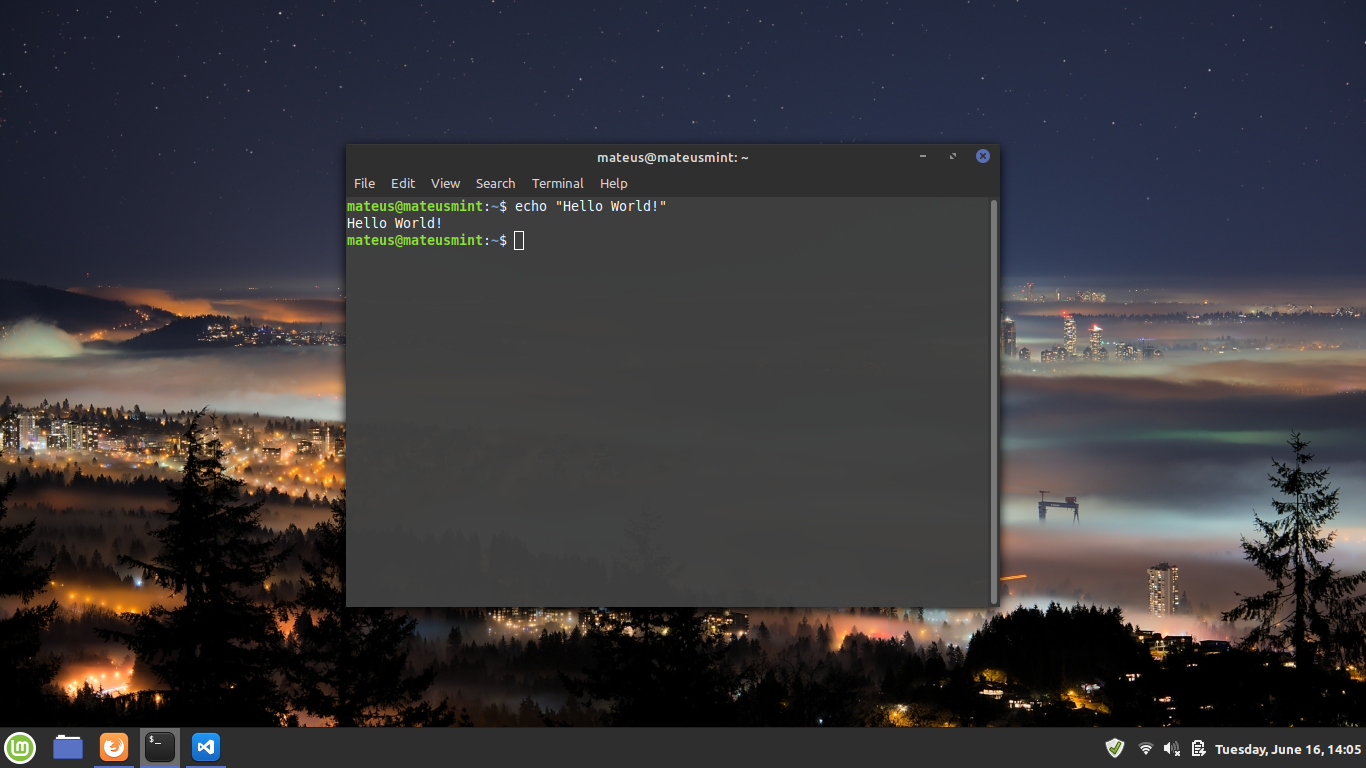 mateus@mateusmint: ~
File Edit View Search Terminal Help
mateus@mateusmint:~$ echo "Hello World!"
Hello World!
mateus@mateusmint:~$
$_
Tuesday, June 16, 14:05